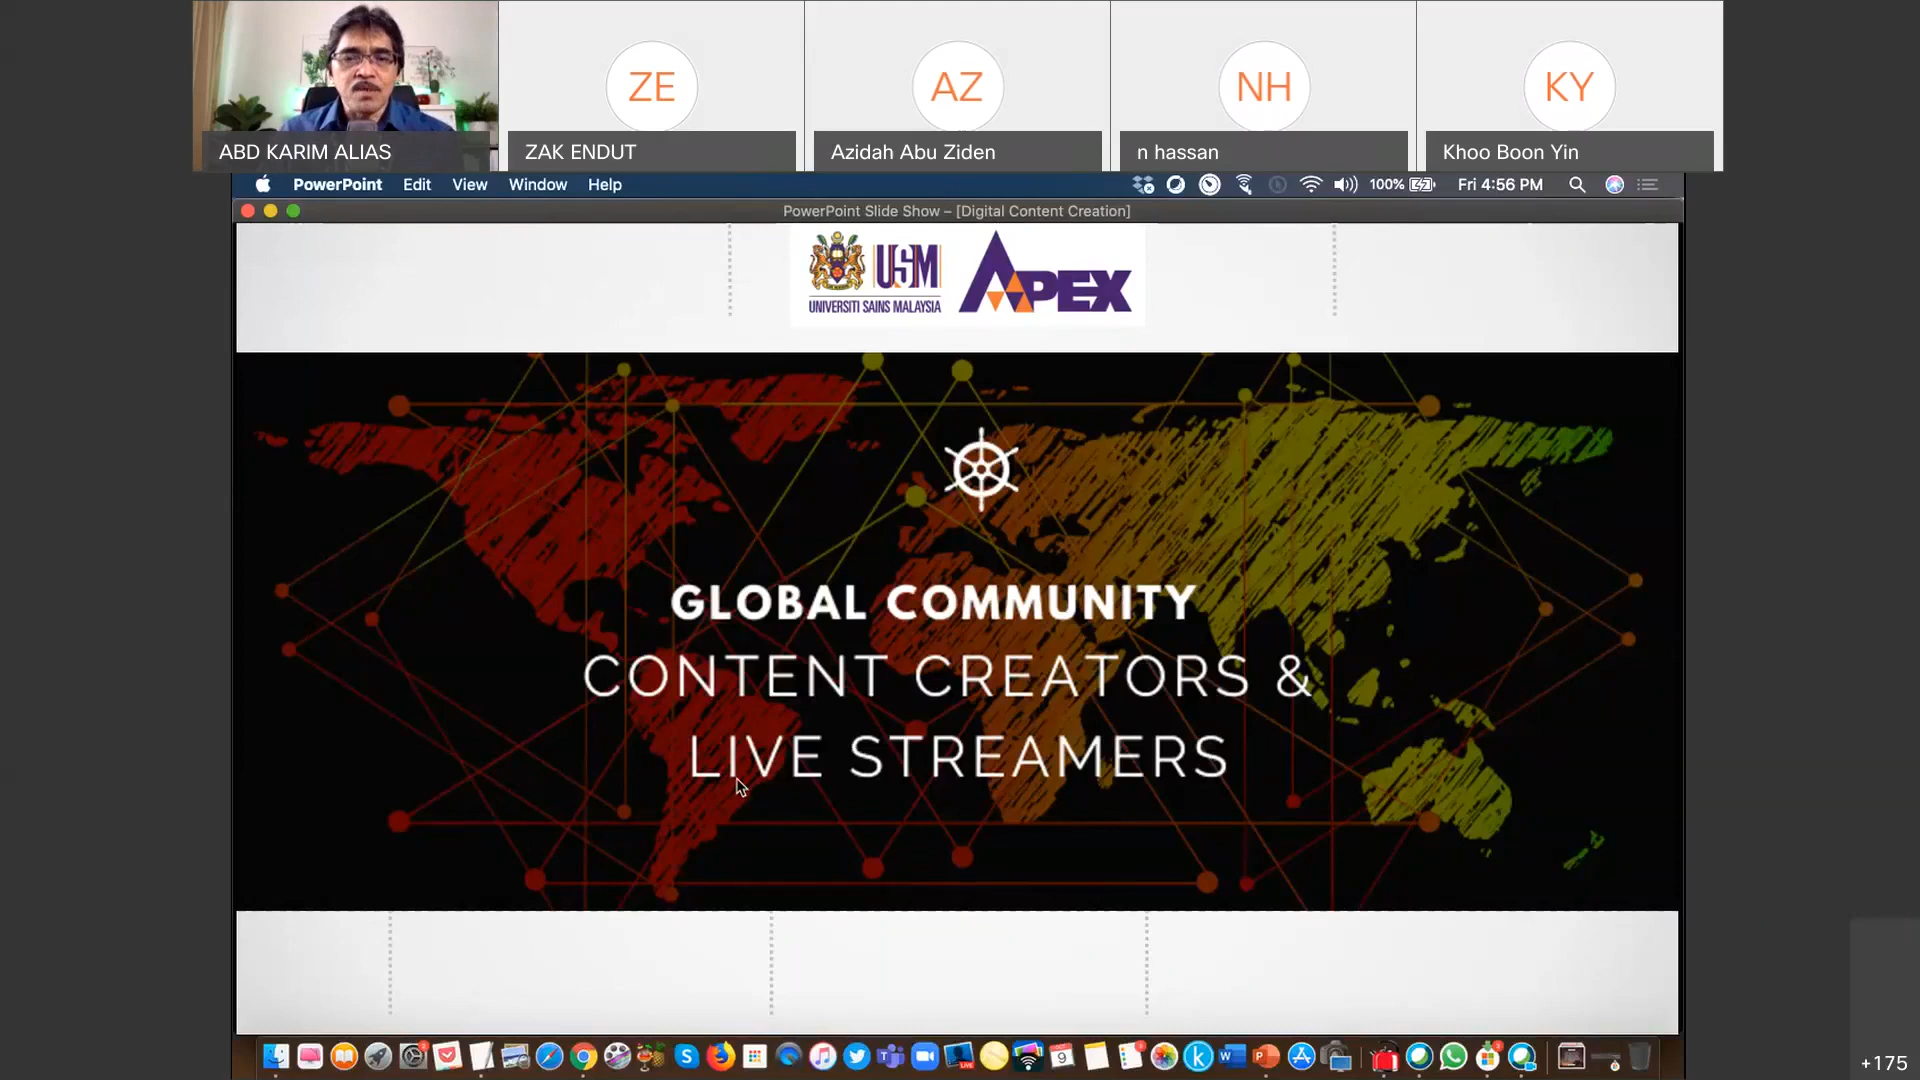 ZE
AZ
NH
KY
ABD KARIM ALIAS
ZAK ENDUT
Azidah Abu Ziden
n hassan
Khoo Boon Yin
PowerPoint Edit View Window Help
100% Fri 4:56 PM
PowerPoint Slide Show – [Digital Content Creation]
USM
UNIVERSITI SAINS MALAYSIA
APEX
GLOBAL COMMUNITY
CONTENT CREATORS &
LIVE STREAMERS
+175